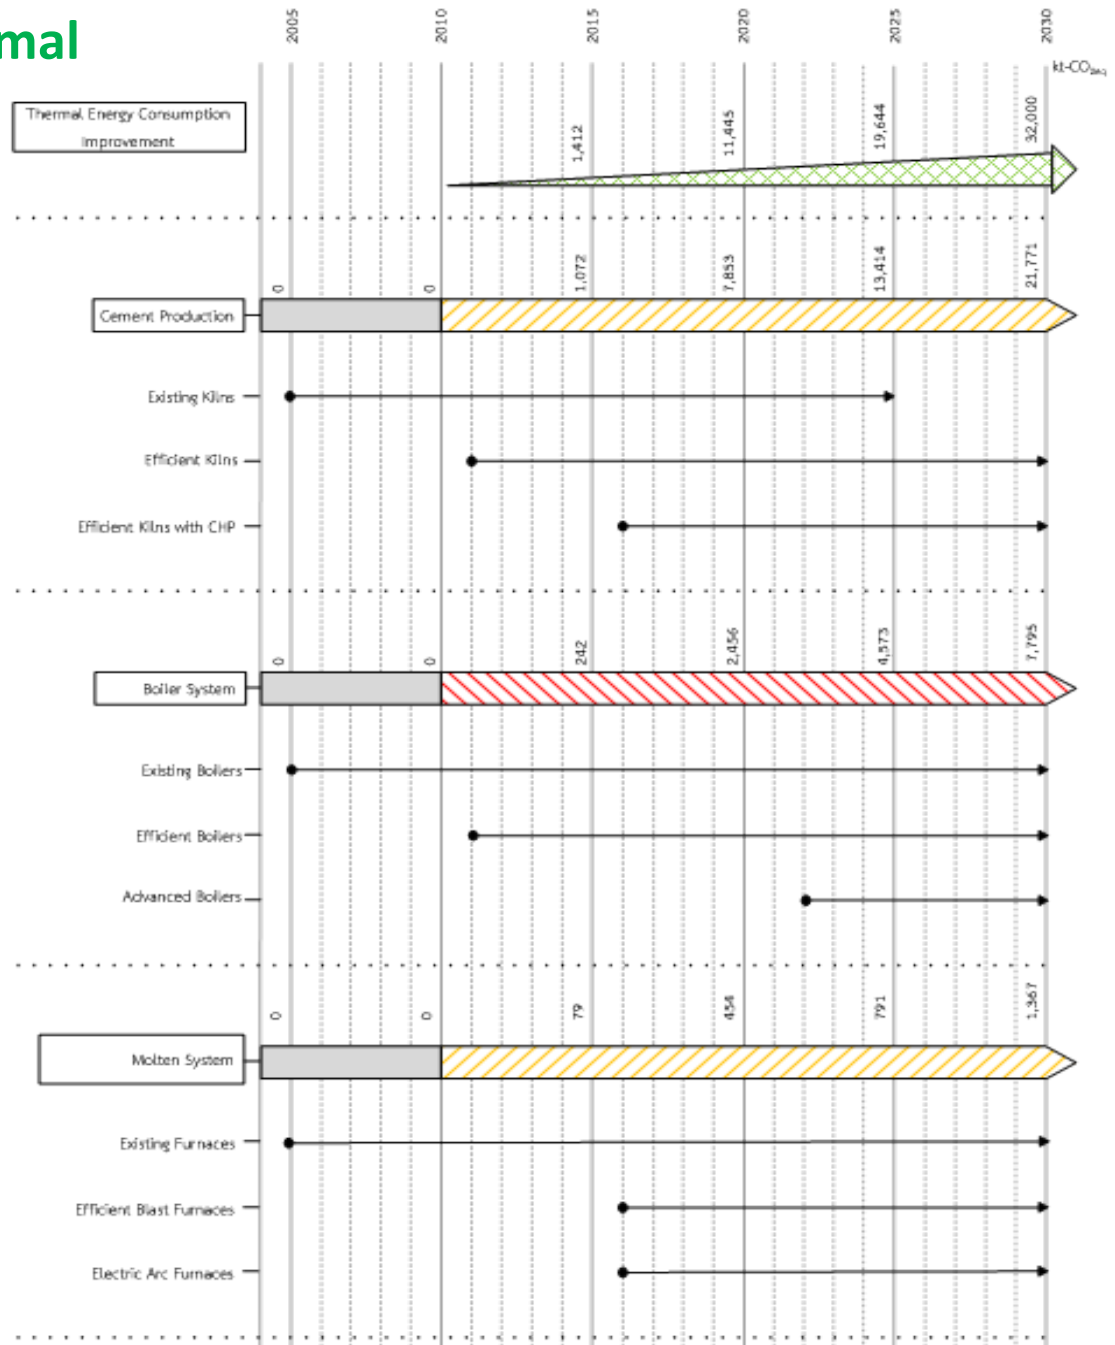 mal
2005
2010
2015
2020
2025
2030
kt-CO₂eq
Thermal Energy Consumption
Improvement
1,412
11,445
19,644
32,000
Cement Production
0
0
1,072
7,853
13,414
21,771
Existing Kilns
Efficient Kilns
Efficient Kilns with CHP
Boiler System
0
0
242
2,456
4,573
7,795
Existing Boilers
Efficient Boilers
Advanced Boilers
Molten System
0
0
79
454
791
1,367
Existing Furnaces
Efficient Blast Furnaces
Electric Arc Furnaces